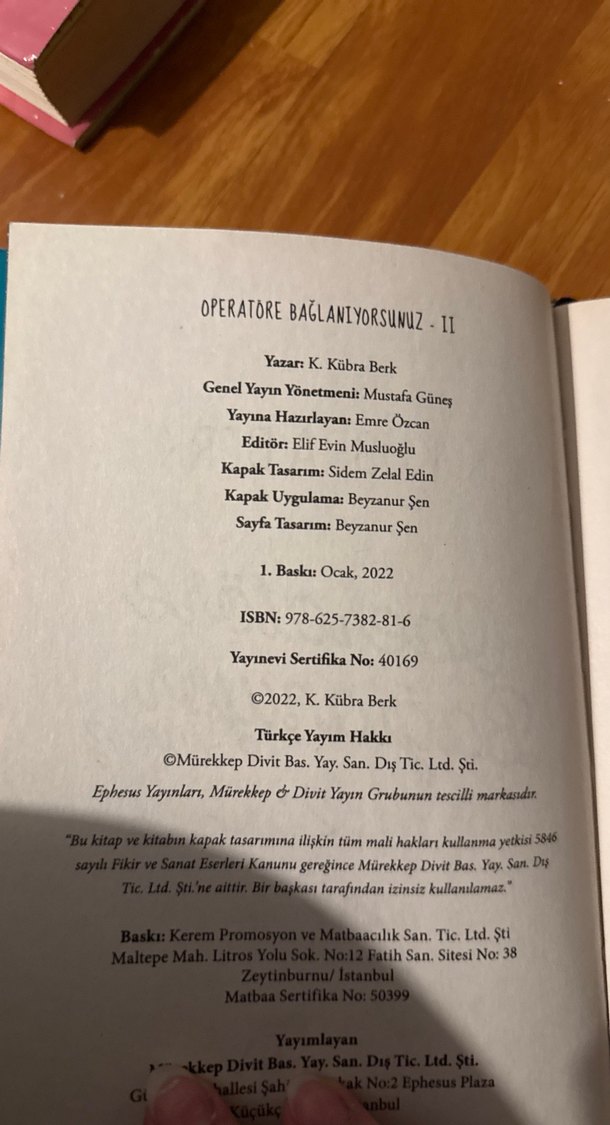 OPERATÖRE BAĞLANIYORSUNUZ - II
Yazar: K. Kübra Berk
Genel Yayın Yönetmeni: Mustafa Güneş
Yayına Hazırlayan: Emre Özcan
Editör: Elif Evin Musluoğlu
Kapak Tasarım: Sidem Zelal Edin
Kapak Uygulama: Beyzanur Şen
Sayfa Tasarım: Beyzanur Şen
1. Baskı: Ocak, 2022
ISBN: 978-625-7382-81-6
Yayınevi Sertifika No: 40169
©2022, K. Kübra Berk
Türkçe Yayım Hakkı
©Mürekkep Divit Bas. Yay. San. Dış Tic. Ltd. Şti.
Ephesus Yayınları, Mürekkep & Divit Yayın Grubunun tescilli markasıdır.
"Bu kitap ve kitabın kapak tasarımına ilişkin tüm mali hakları kullanma yetkisi 5846
sayılı Fikir ve Sanat Eserleri Kanunu gereğince Mürekkep Divit Bas. Yay. San. Dış
Tic. Ltd. Şti.'ne aittir. Bir başkası tarafından izinsiz kullanılamaz."
Baskı: Kerem Promosyon ve Matbaacılık San. Tic. Ltd. Şti
Maltepe Mah. Litros Yolu Sok. No:12 Fatih San. Sitesi No: 38
Zeytinburnu/ İstanbul
Matbaa Sertifika No: 50399
Yayımlayan
Divit Bas. Yay. San. Dış Tic. Ltd. Şti.
No:2 Ephesus Plaza